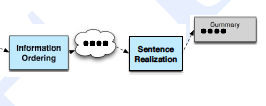 Information
Ordering
Sentence
Realization
Summary